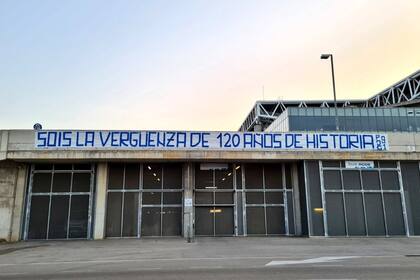 SOIS LA VERGUENZA DE 120 AÑOS DE HISTORIA